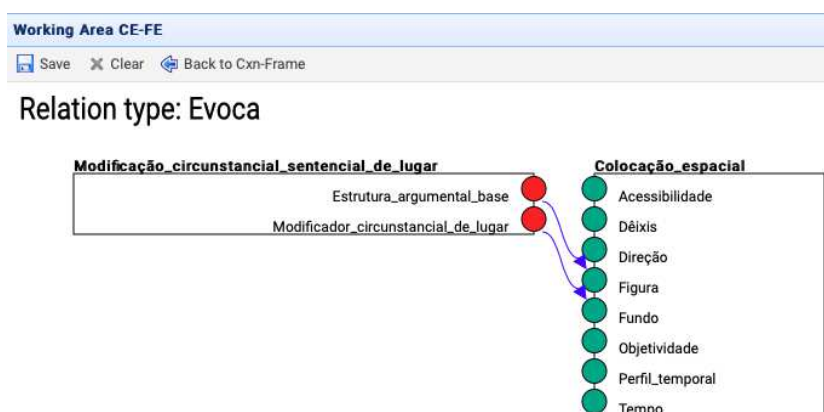 Working Area CE-FE
Save Clear Back to Cxn-Frame
Relation type: Evoca
Modificação_circunstancial_sentencial_de_lugar
Estrutura_argumental_base
Modificador_circunstancial_de_lugar
Colocação_espacial
Acessibilidade
Dêixis
Direção
Figura
Fundo
Objetividade
Perfil_temporal
Tempo